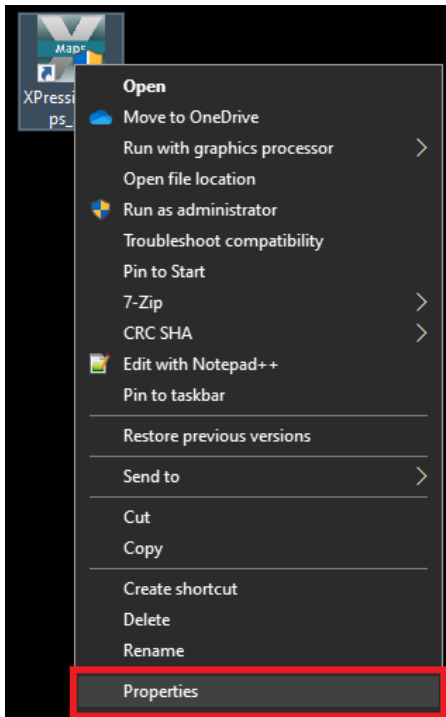 Maps
XPressi
ps_
Open
Move to OneDrive
Run with graphics processor
Open file location
Run as administrator
Troubleshoot compatibility
Pin to Start
7-Zip
CRC SHA
Edit with Notepad++
Pin to taskbar
Restore previous versions
Send to
Cut
Copy
Create shortcut
Delete
Rename
Properties